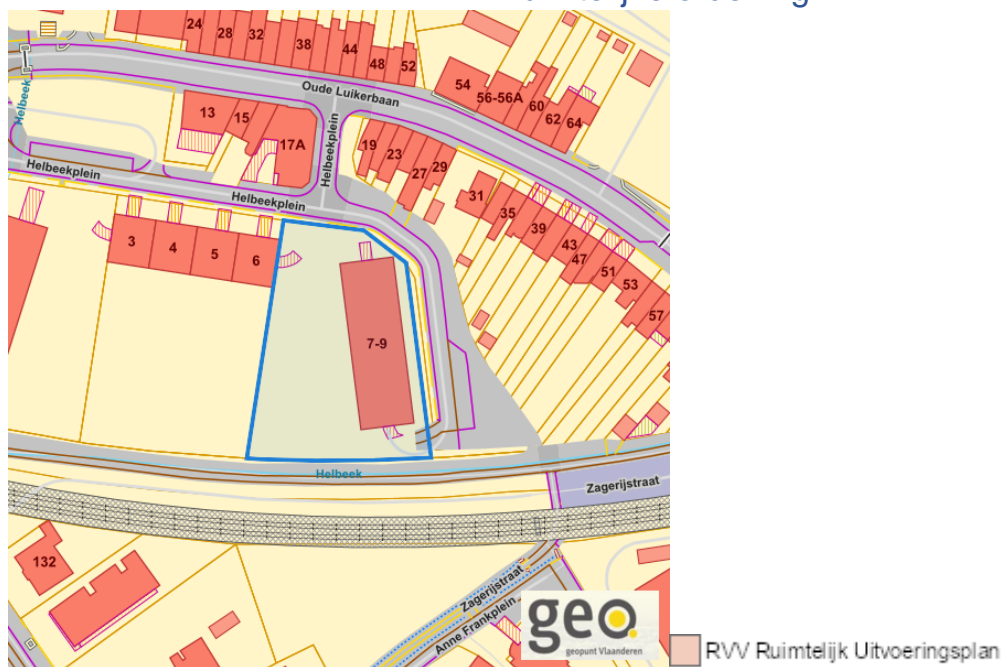 24
28
32
38
44
48
52
54
56-56A
60
62
64
Oude Luikerbaan
Helbeek
13
15
17A
Helbeekplein
19
23
27
29
Helbeekplein
Helbeekplein
31
35
39
43
47
51
53
57
3
4
5
6
7-9
Helbeek
Zagerijstraat
132
Zagerijstraat
Anne Frankplein
geo.
geopunt Vlaanderen
RVV Ruimtelijk Uitvoeringsplan